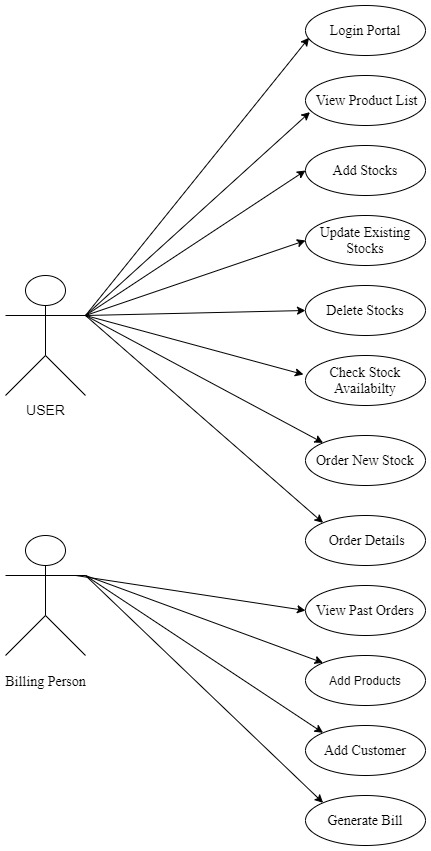 Login Portal
View Product List
Add Stocks
Update Existing
Stocks
Delete Stocks
Check Stock
Availabilty
USER
Order New Stock
Order Details
View Past Orders
Billing Person
Add Products
Add Customer
Generate Bill